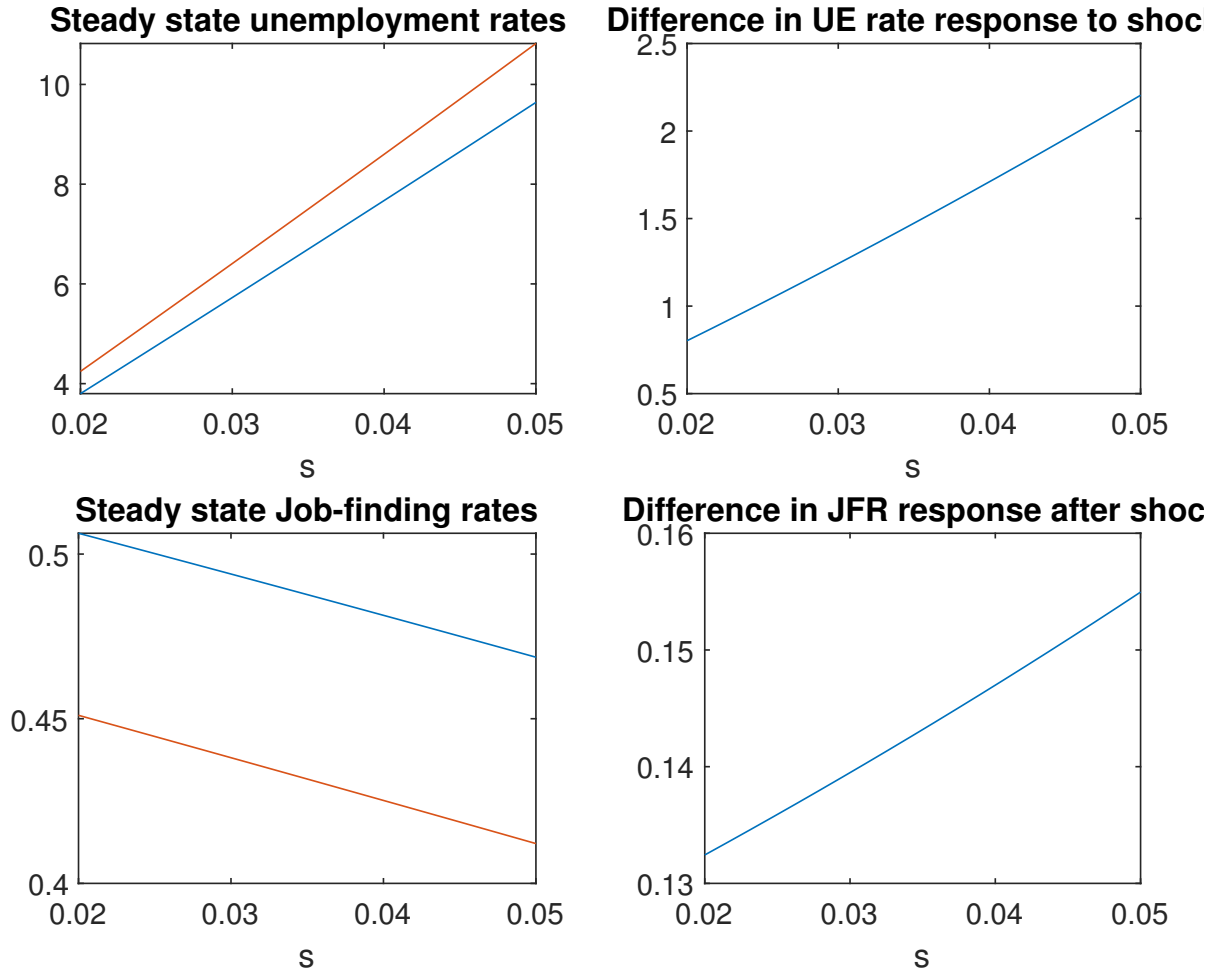 Steady state unemployment rates
10
8
6
4
0.02 0.03 0.04 0.05
s
Difference in UE rate response to shoc
2.5
2
1.5
1
0.5
0.02 0.03 0.04 0.05
s
Steady state Job-finding rates
0.5
0.45
0.4
0.02 0.03 0.04 0.05
s
Difference in JFR response after shoc
0.16
0.15
0.14
0.13
0.02 0.03 0.04 0.05
s